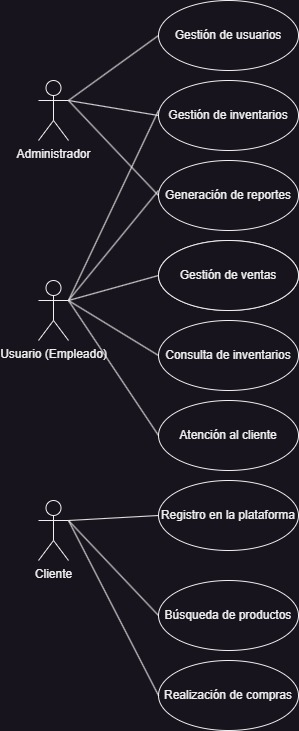 Gestión de usuarios
Gestión de inventarios
Administrador
Generación de reportes
Gestión de ventas
Usuario (Empleado)
Consulta de inventarios
Atención al cliente
Registro en la plataforma
Cliente
Búsqueda de productos
Realización de compras